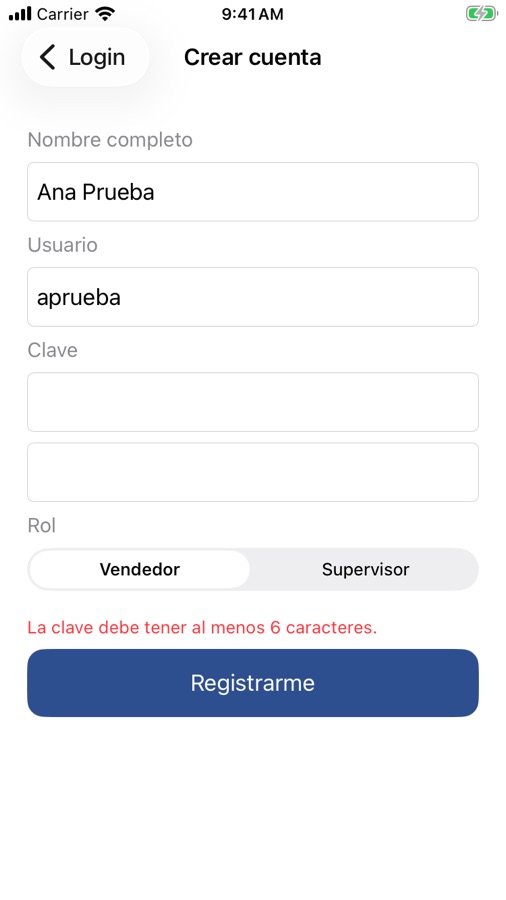 Carrier 9:41 AM
Login Crear cuenta
Nombre completo
Ana Prueba
Usuario
aprueba
Clave
Rol
Vendedor Supervisor
La clave debe tener al menos 6 caracteres.
Registrarme